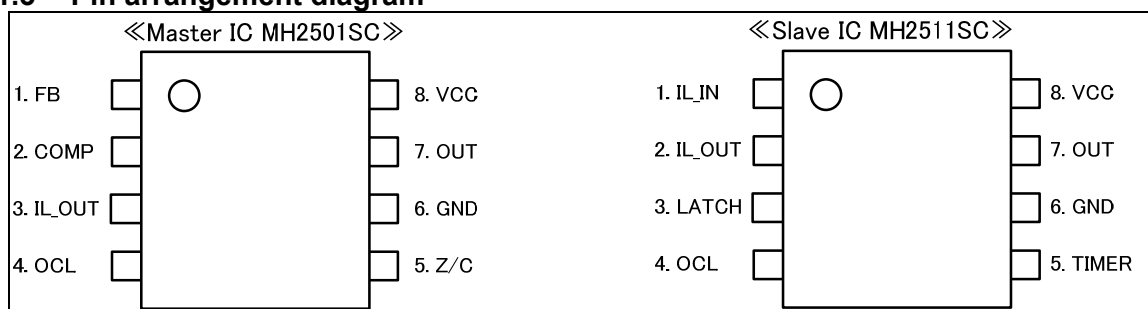 Pin arrangement diagram
≪Master IC MH2501SC≫
1. FB
2. COMP
3. IL_OUT
4. OCL
8. VCC
7. OUT
6. GND
5. Z/C
≪Slave IC MH2511SC≫
1. IL_IN
2. IL_OUT
3. LATCH
4. OCL
8. VCC
7. OUT
6. GND
5. TIMER